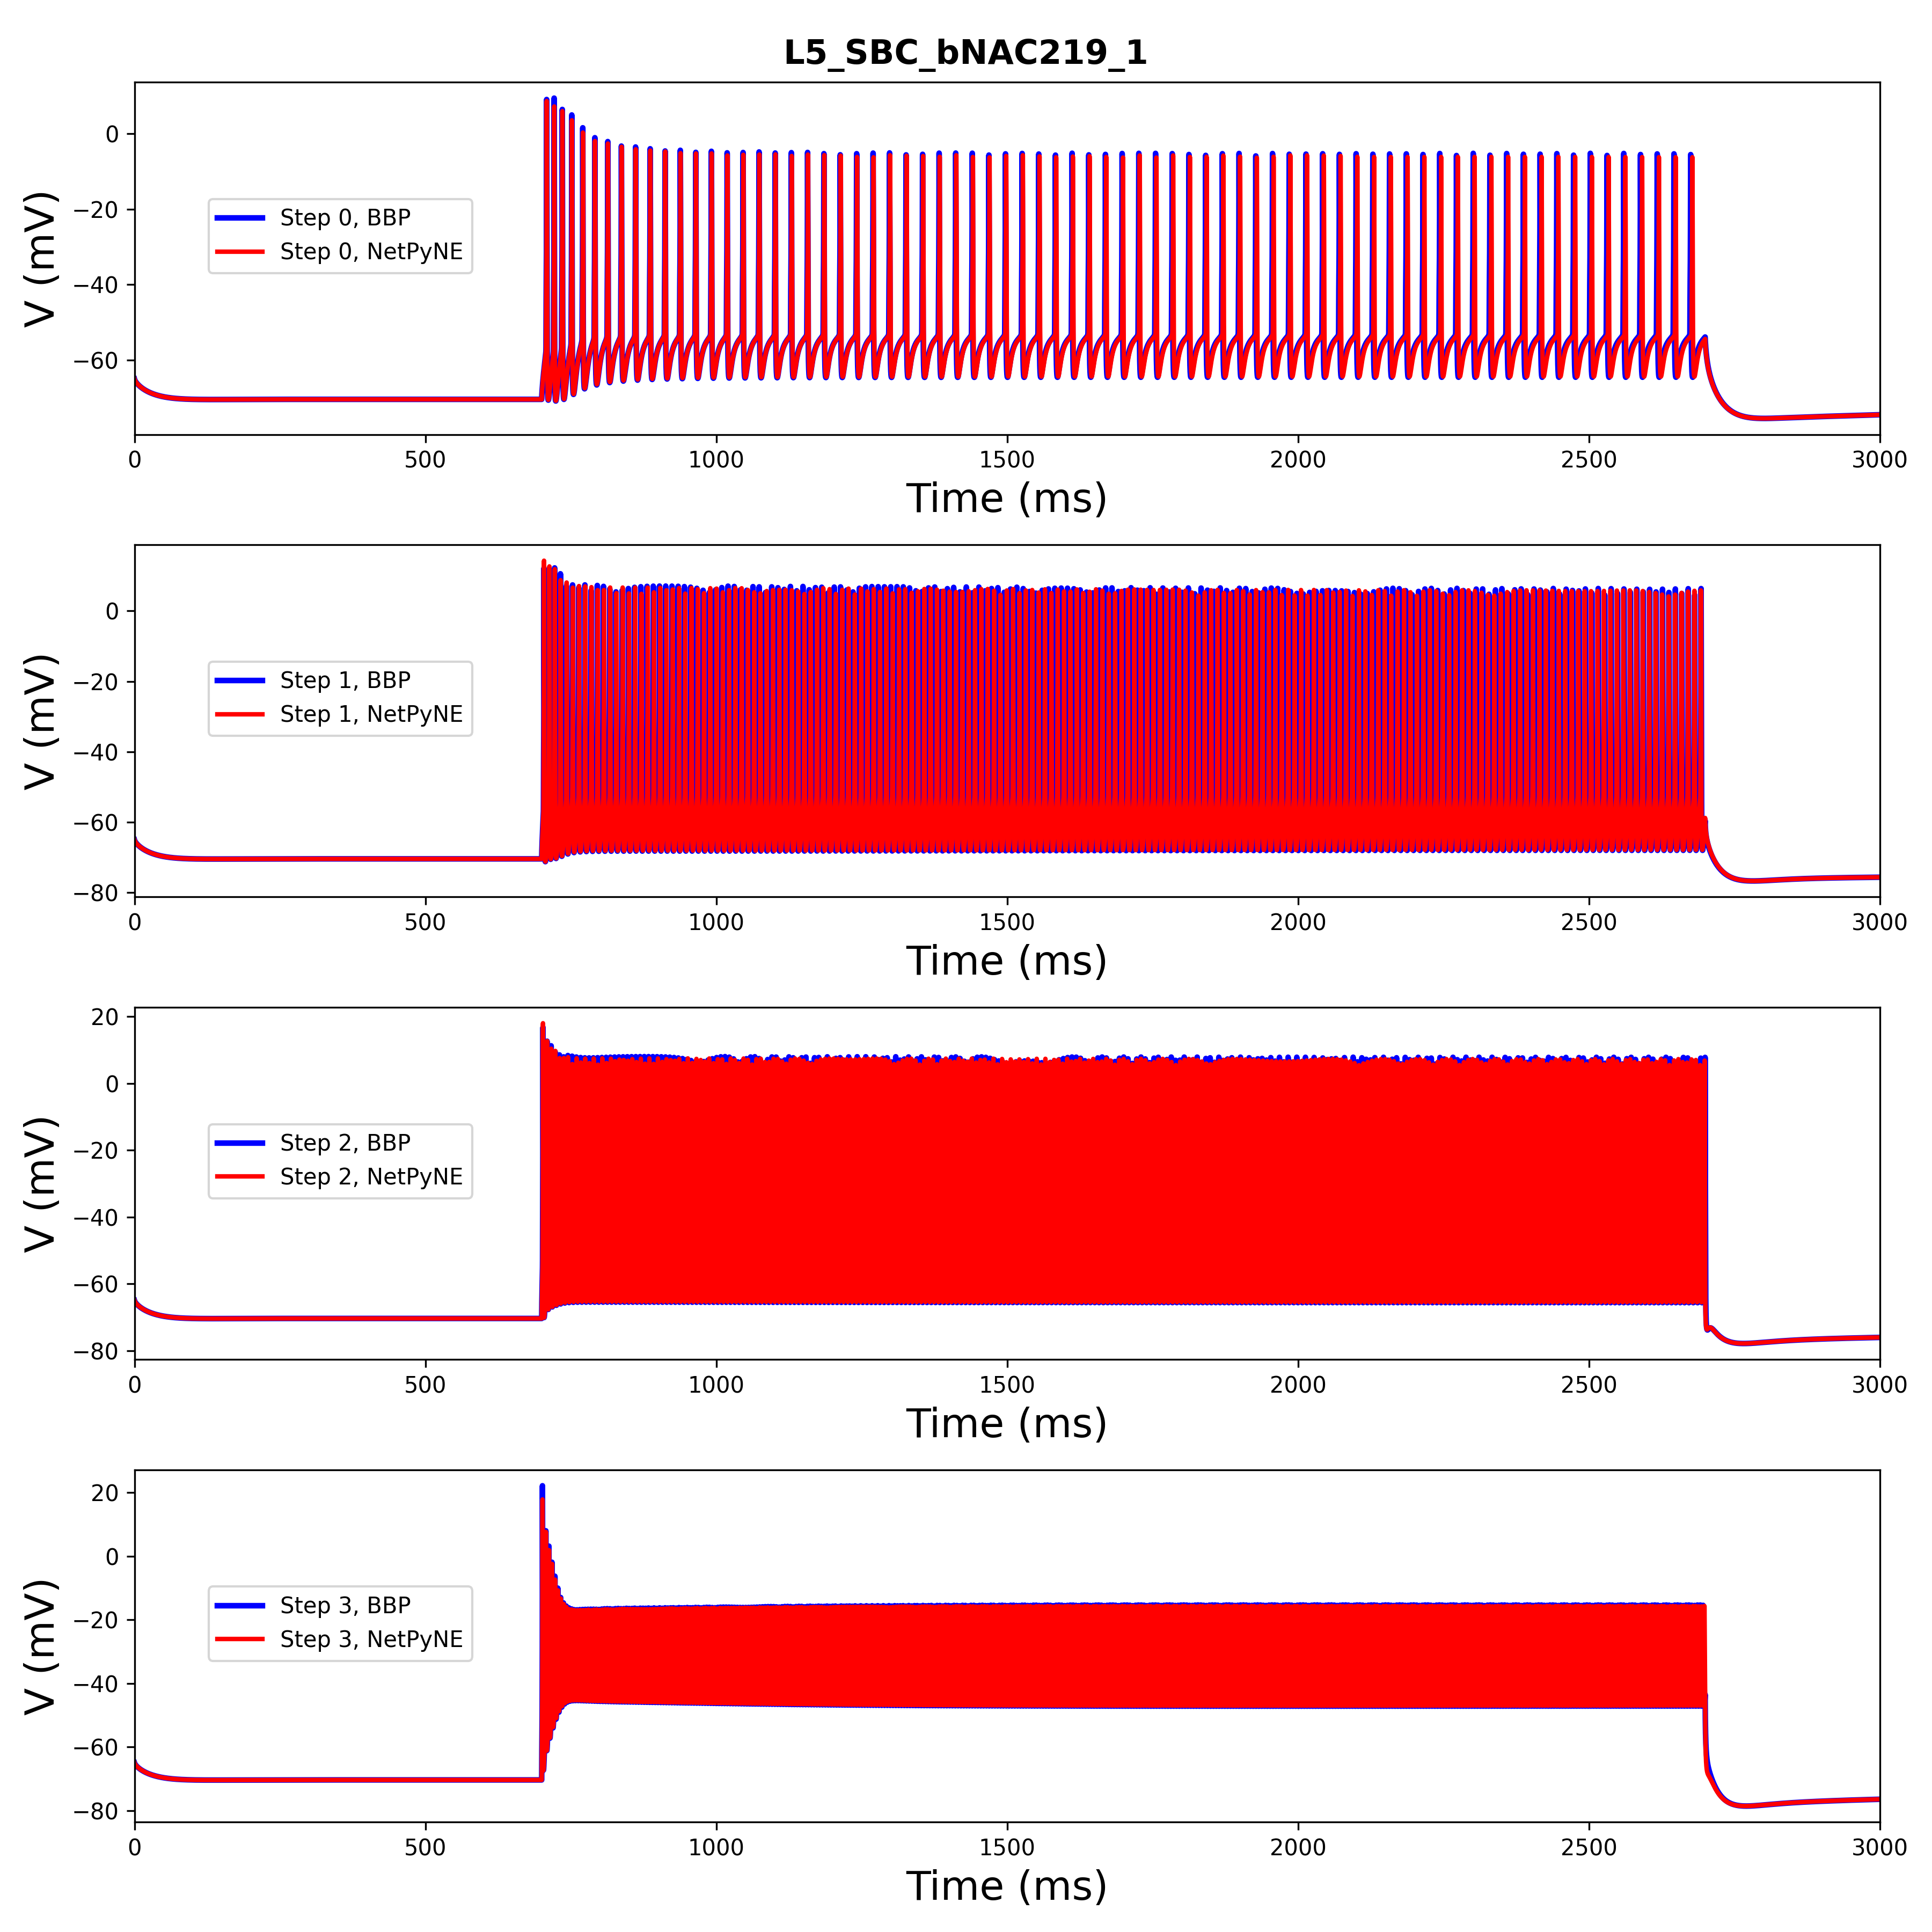 L5_SBC_bNAC219_1
0
−20
−40
−60
V (mV)
Step 0, BBP
Step 0, NetPyNE
0 500 1000 1500 2000 2500 3000
Time (ms)
0
−20
−40
−60
−80
V (mV)
Step 1, BBP
Step 1, NetPyNE
0 500 1000 1500 2000 2500 3000
Time (ms)
20
0
−20
−40
−60
−80
V (mV)
Step 2, BBP
Step 2, NetPyNE
0 500 1000 1500 2000 2500 3000
Time (ms)
20
0
−20
−40
−60
−80
V (mV)
Step 3, BBP
Step 3, NetPyNE
0 500 1000 1500 2000 2500 3000
Time (ms)